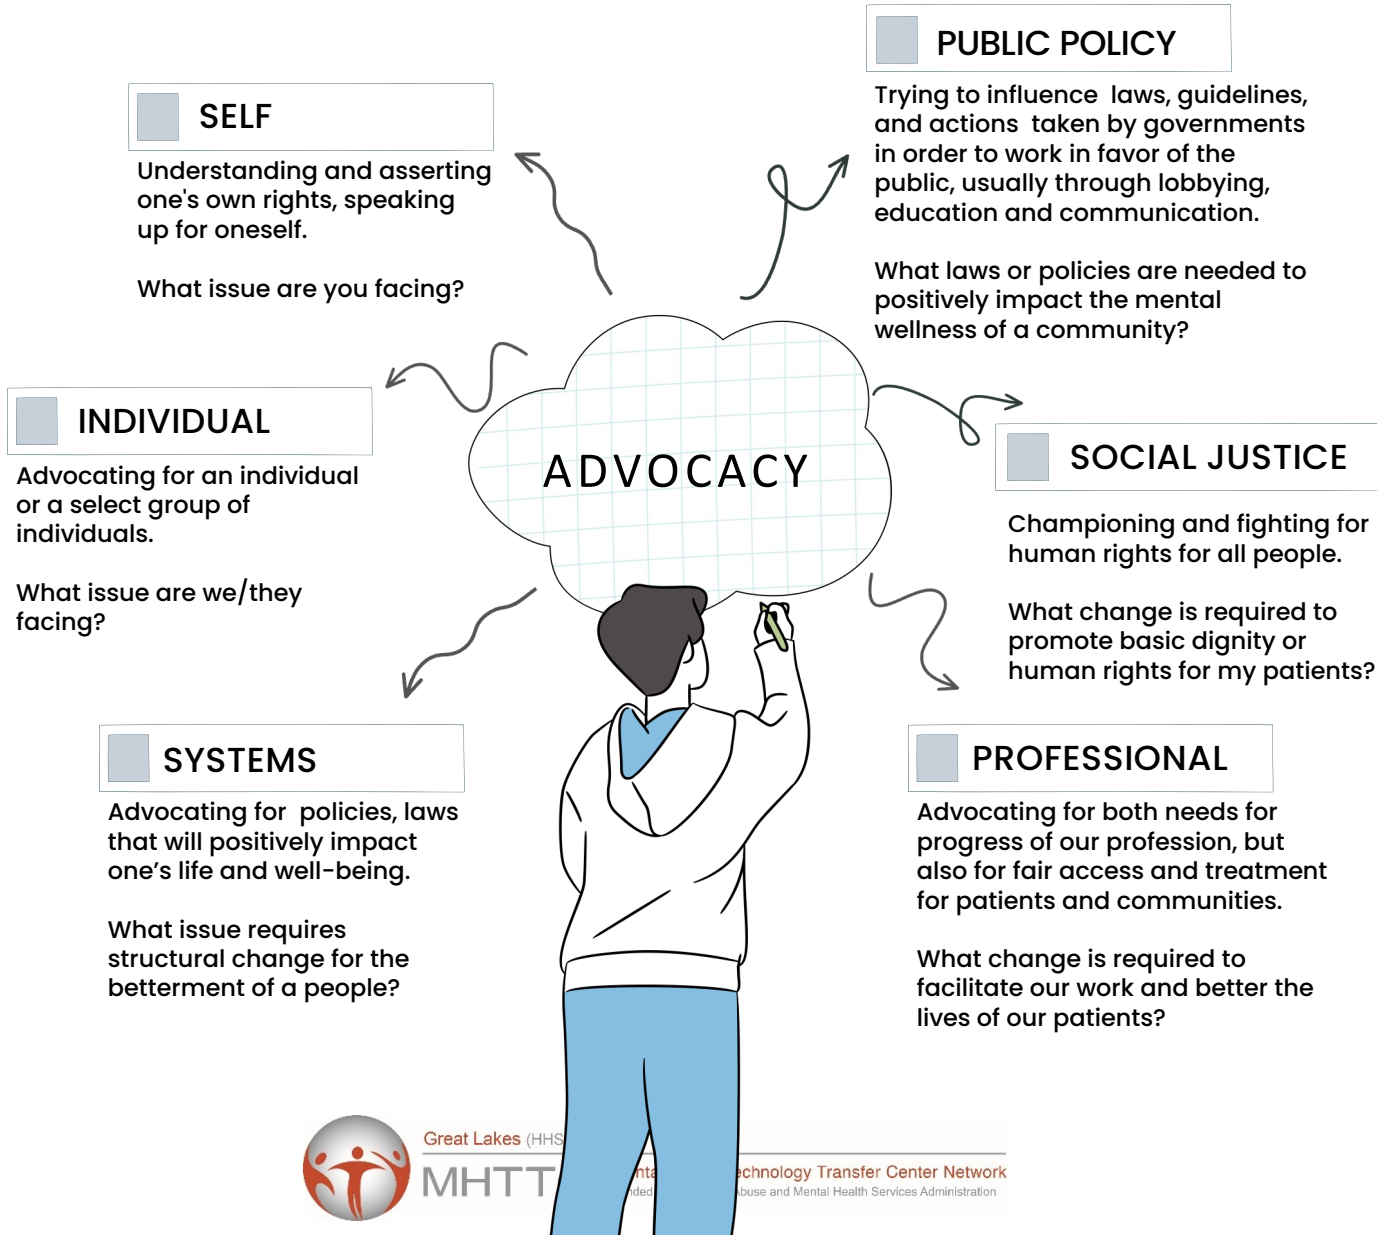 PUBLIC POLICY
Trying to influence laws, guidelines,
and actions taken by governments
in order to work in favor of the
public, usually through lobbying,
education and communication.
What laws or policies are needed to
positively impact the mental
wellness of a community?
SELF
Understanding and asserting
one's own rights, speaking
up for oneself.
What issue are you facing?
INDIVIDUAL
Advocating for an individual
or a select group of
individuals.
What issue are we/they
facing?
ADVOCACY
SOCIAL JUSTICE
Championing and fighting for
human rights for all people.
What change is required to
promote basic dignity or
human rights for my patients?
SYSTEMS
Advocating for policies, laws
that will positively impact
one’s life and well-being.
What issue requires
structural change for the
betterment of a people?
PROFESSIONAL
Advocating for both needs for
progress of our profession, but
also for fair access and treatment
for patients and communities.
What change is required to
facilitate our work and better the
lives of our patients?
Great Lakes (HHS
MHTT
Transfer Center Network
and Mental Health Services Administration